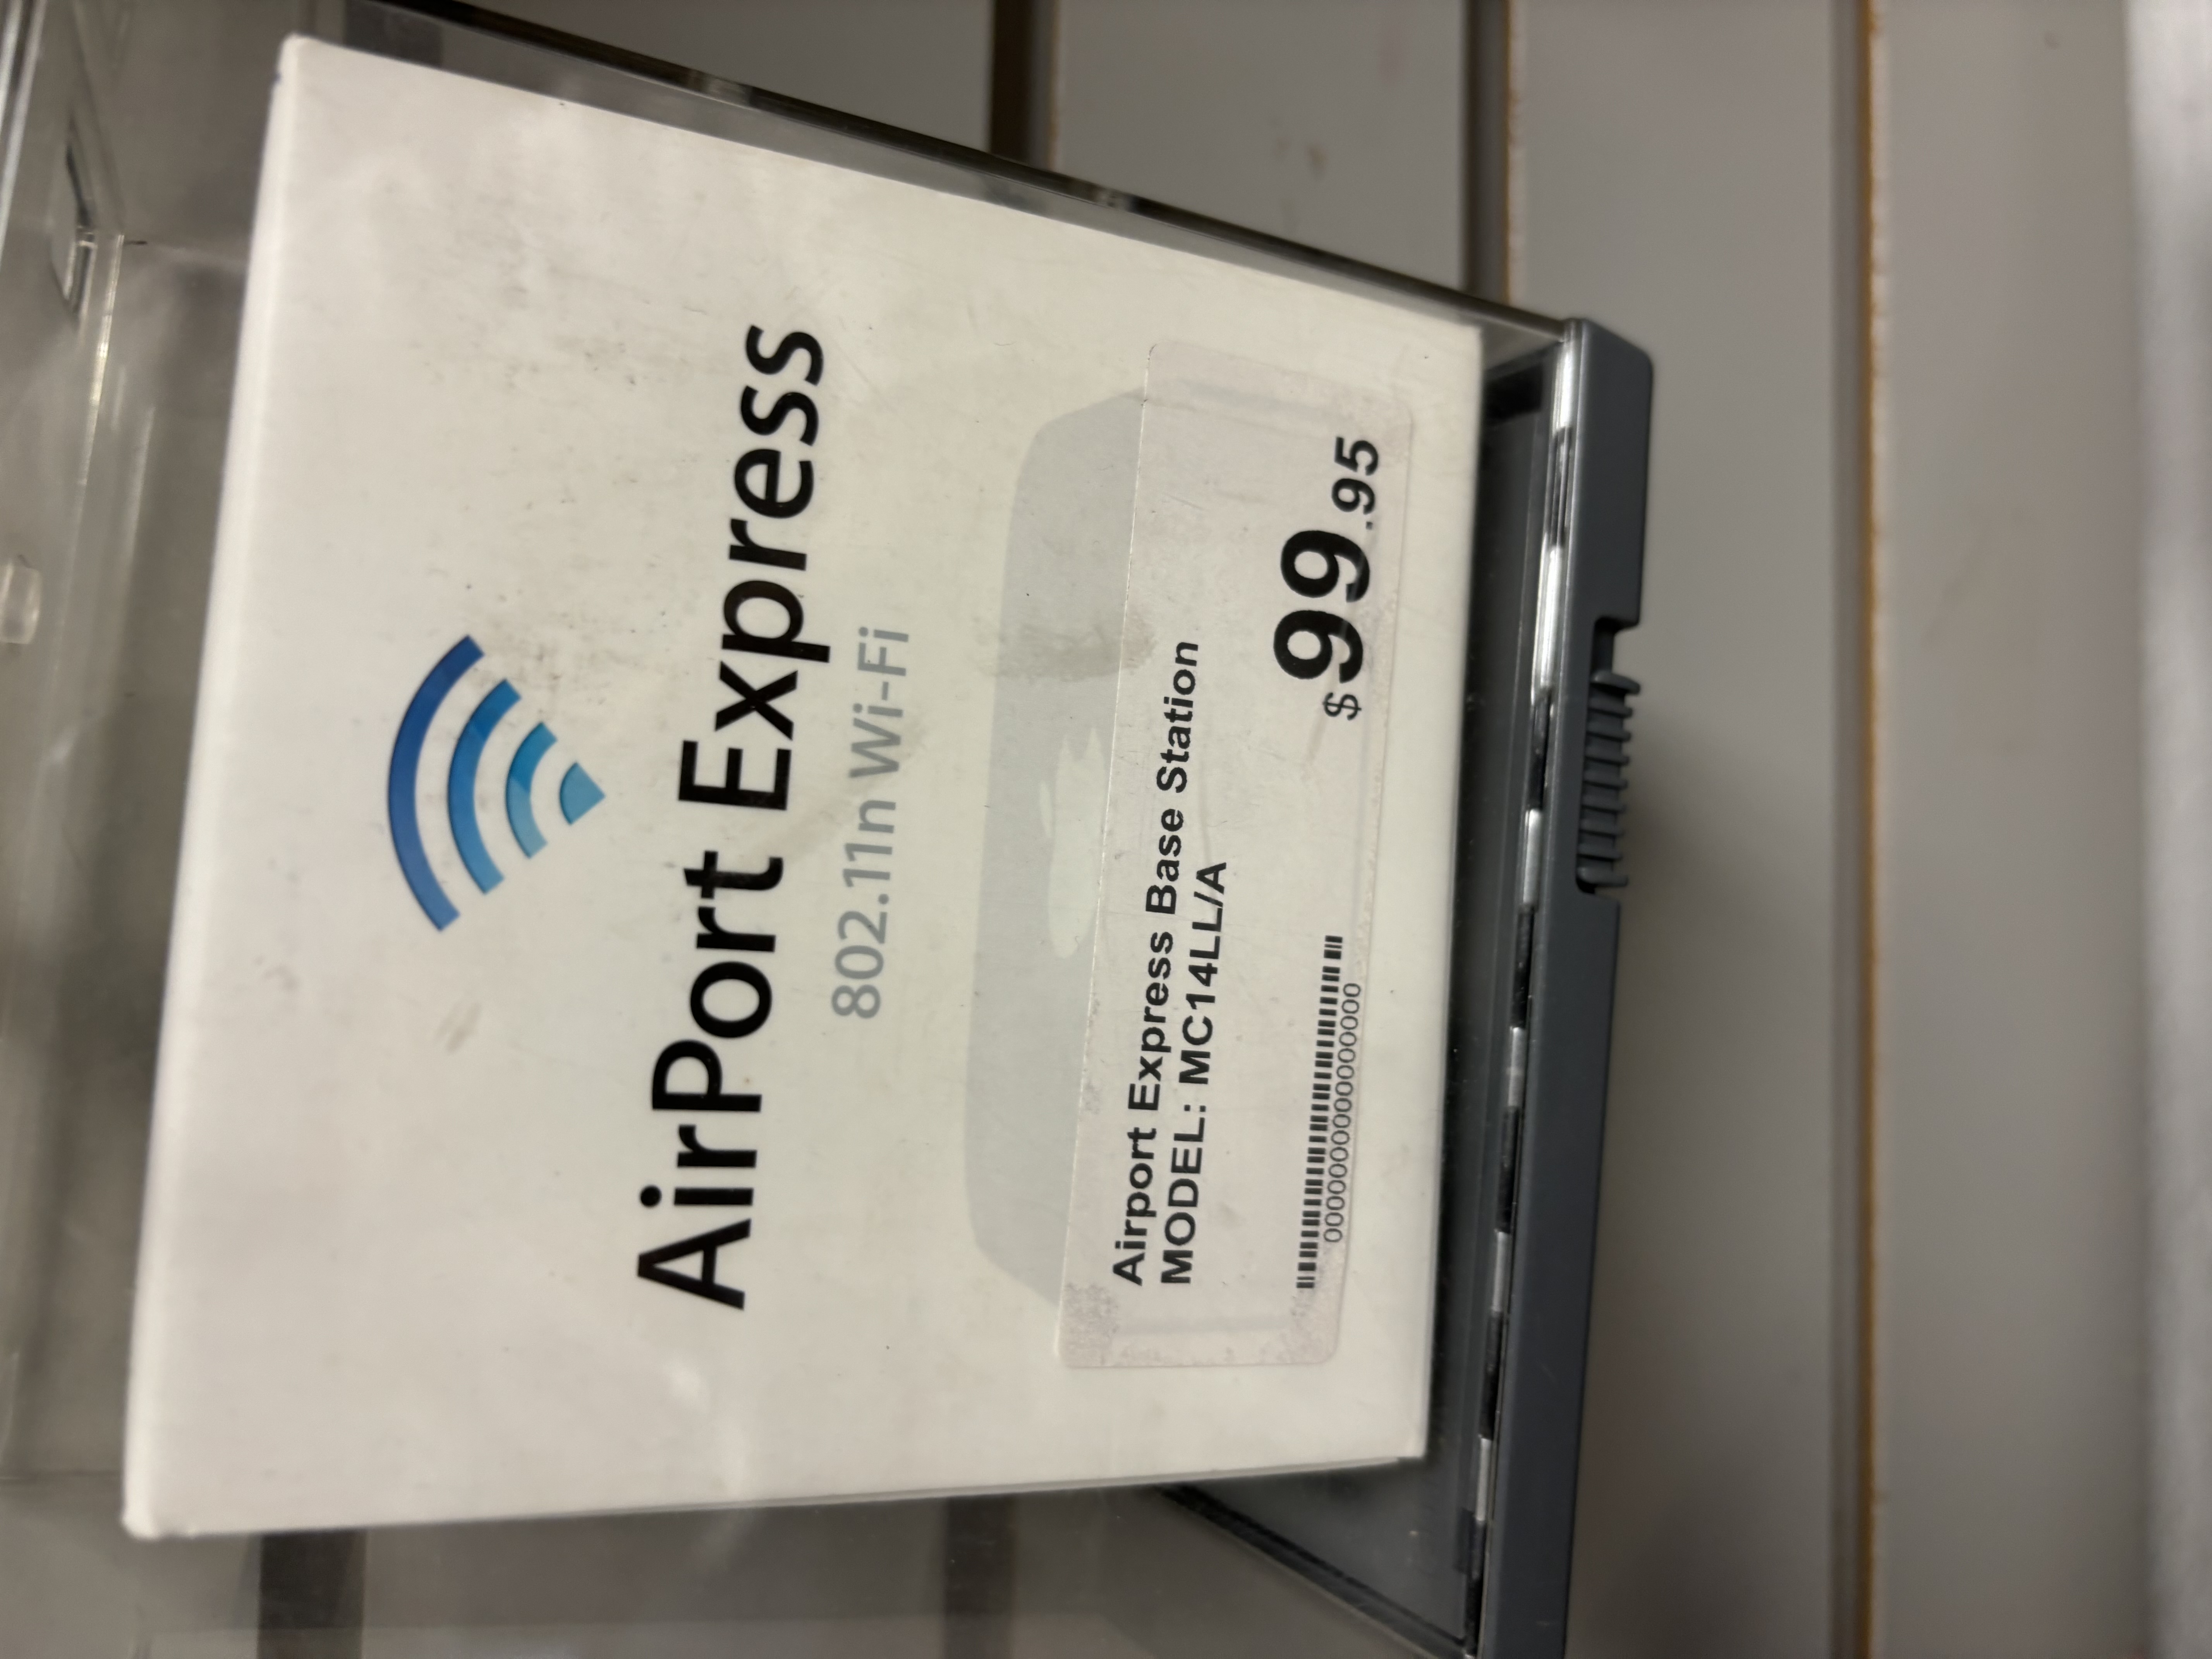 AirPort Express
802.11n Wi-Fi
Airport Express Base Station
MODEL: MC14LL/A
$99.95